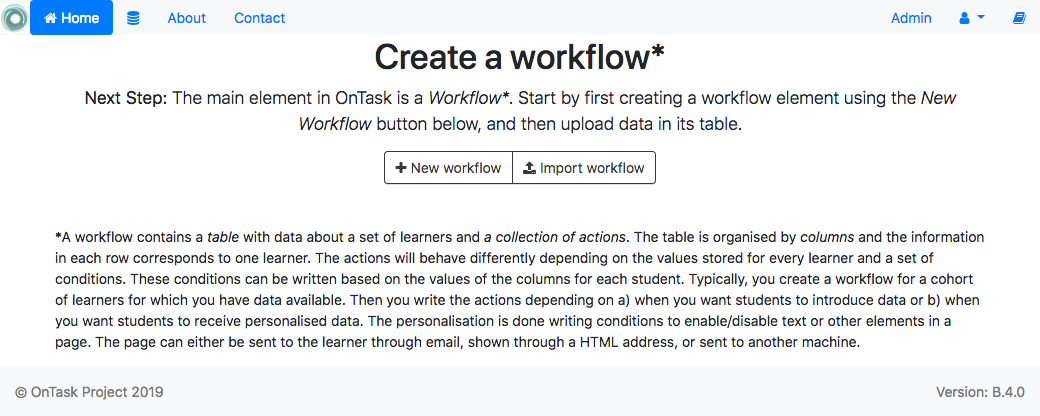 Home About Contact Admin
Create a workflow*
Next Step: The main element in OnTask is a Workflow*. Start by first creating a workflow element using the New
Workflow button below, and then upload data in its table.
New workflow Import workflow
*A workflow contains a table with data about a set of learners and a collection of actions. The table is organised by columns and the information
in each row corresponds to one learner. The actions will behave differently depending on the values stored for every learner and a set of
conditions. These conditions can be written based on the values of the columns for each student. Typically, you create a workflow for a cohort
of learners for which you have data available. Then you write the actions depending on a) when you want students to introduce data or b) when
you want students to receive personalised data. The personalisation is done writing conditions to enable/disable text or other elements in a
page. The page can either be sent to the learner through email, shown through a HTML address, or sent to another machine.
© OnTask Project 2019 Version: B.4.0